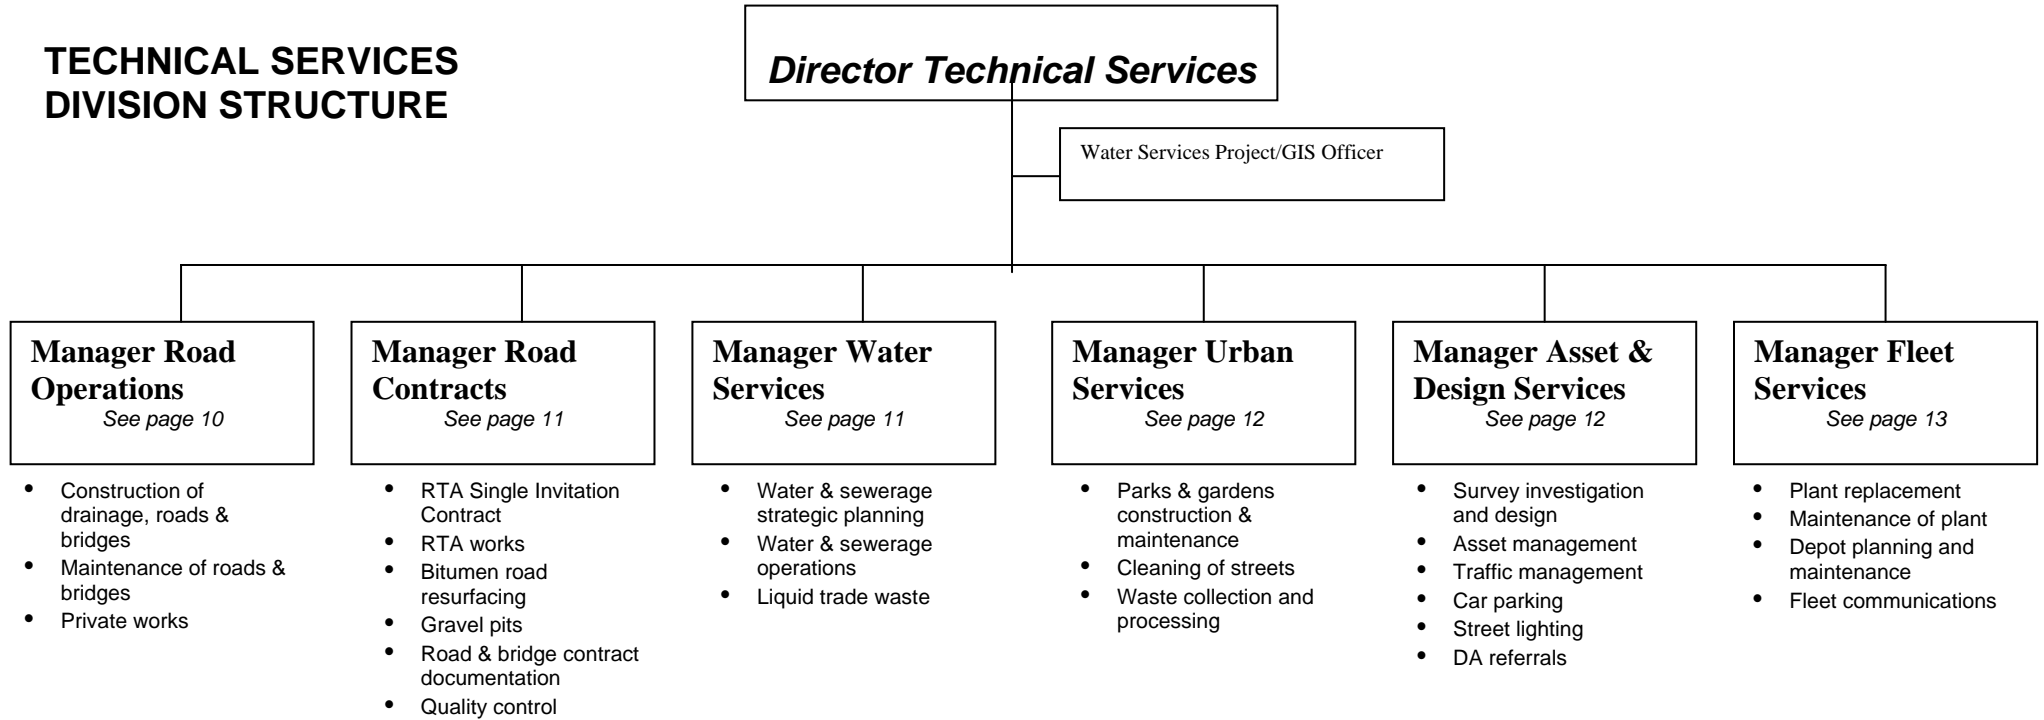 TECHNICAL SERVICES
DIVISION STRUCTURE
Director Technical Services
Water Services Project/GIS Officer
Manager Road
Operations
See page 10
• Construction of
drainage, roads &
bridges
• Maintenance of roads &
bridges
• Private works
Manager Road
Contracts
See page 11
• RTA Single Invitation
Contract
• RTA works
• Bitumen road
resurfacing
• Gravel pits
• Road & bridge contract
documentation
• Quality control
Manager Water
Services
See page 11
• Water & sewerage
strategic planning
• Water & sewerage
operations
• Liquid trade waste
Manager Urban
Services
See page 12
• Parks & gardens
construction &
maintenance
• Cleaning of streets
• Waste collection and
processing
Manager Asset &
Design Services
See page 12
• Survey investigation
and design
• Asset management
• Traffic management
• Car parking
• Street lighting
• DA referrals
Manager Fleet
Services
See page 13
• Plant replacement
• Maintenance of plant
• Depot planning and
maintenance
• Fleet communications